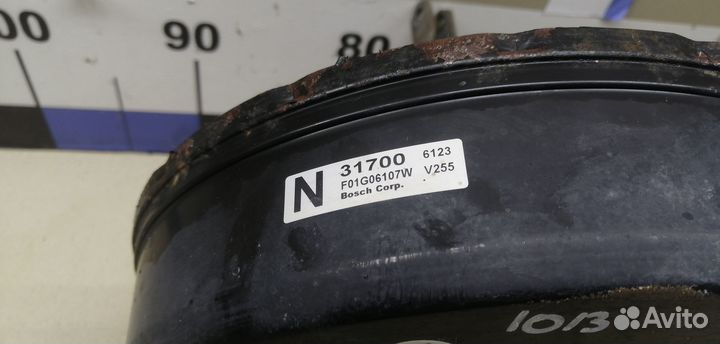 00 90 80
N 31700 6123
F01G06107W V255
Bosch Corp.
1013
Avito